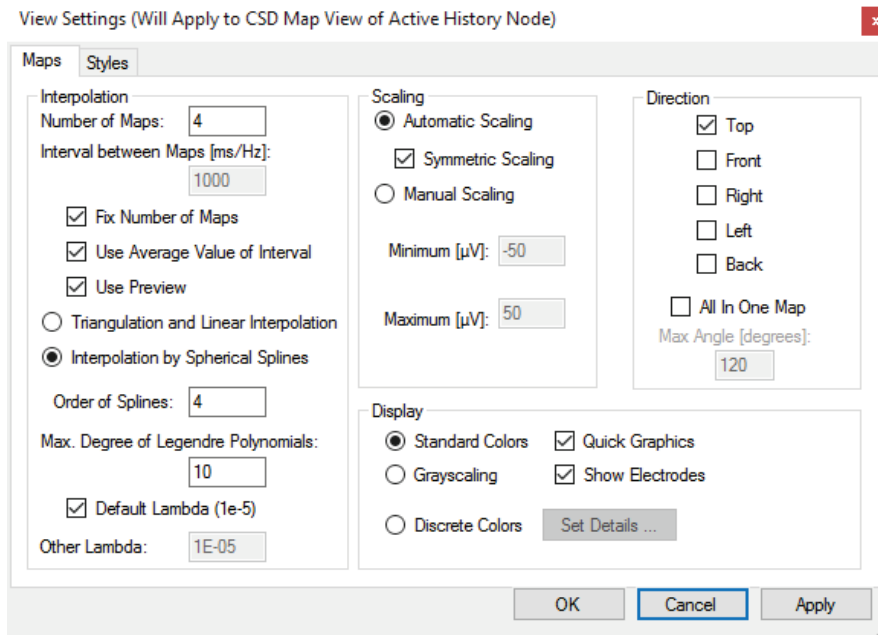 View Settings (Will Apply to CSD Map View of Active History Node)
x
Maps
Styles
Interpolation
Number of Maps: 4
Interval between Maps [ms/Hz]:
1000
Fix Number of Maps
Use Average Value of Interval
Use Preview
Triangulation and Linear Interpolation
Interpolation by Spherical Splines
Order of Splines: 4
Max. Degree of Legendre Polynomials:
10
Default Lambda (1e-5)
Other Lambda: 1E-05
Scaling
Automatic Scaling
Symmetric Scaling
Manual Scaling
Minimum [µV]: -50
Maximum [µV]: 50
Direction
Top
Front
Right
Left
Back
All In One Map
Max Angle [degrees]:
120
Display
Standard Colors
Quick Graphics
Grayscaling
Show Electrodes
Discrete Colors
Set Details ...
OK
Cancel
Apply